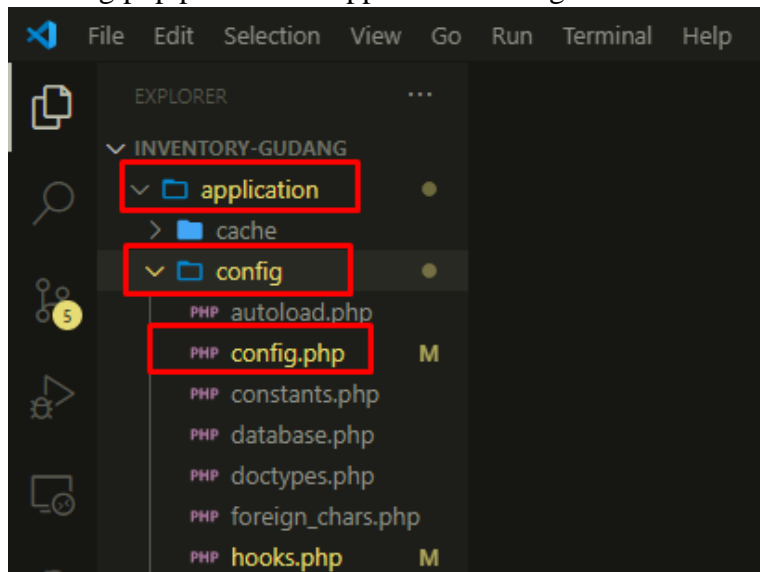 File Edit Selection View Go Run Terminal Help
EXPLORER ...
INVENTORY-GUDANG
application
cache
config
PHP autoload.php
PHP config.php M
5
PHP constants.php
PHP database.php
PHP doctypes.php
PHP foreign_chars.php
PHP hooks.php M